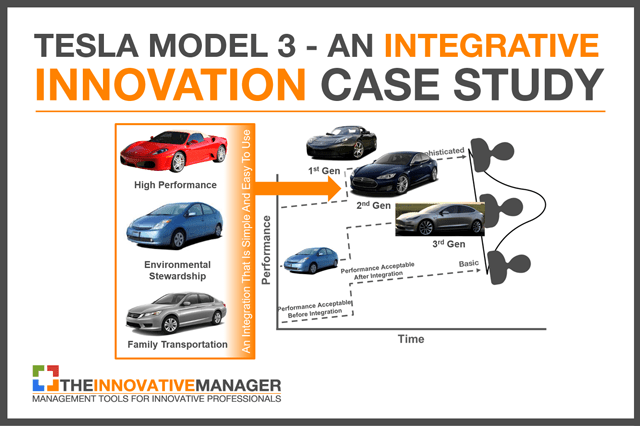 TESLA MODEL 3 - AN INTEGRATIVE
INNOVATION CASE STUDY
High Performance
Environmental
Stewardship
Family Transportation
An Integration That Is Simple And Easy To Use
Performance
1st Gen
2nd Gen
3rd Gen
Performance Acceptable
After Integration
Performance Acceptable
Before Integration
Basic
Time
THEINNOVATIVEMANAGER
MANAGEMENT TOOLS FOR INNOVATIVE PROFESSIONALS